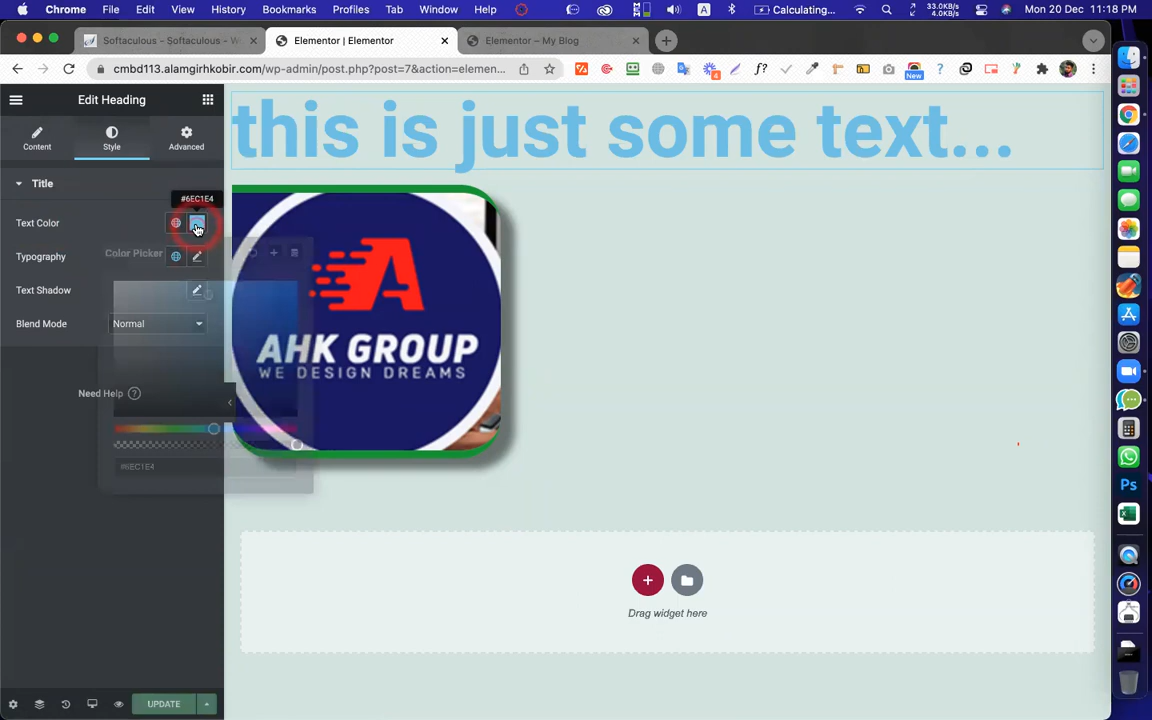 Chrome File Edit View History Bookmarks Profiles Tab Window Help A Calculating... 33.0KB/s 4.0KB/s Mon 20 Dec 11:18 PM
Softaculous - Softaculous - W Elementor | Elementor Elementor – My Blog
cmbd113.alamgirhkobir.com/wp-admin/post.php?post=7&action=elemen... f? 4 New
Edit Heading
Content Style Advanced
Title
#6EC1E4
Text Color
Typography
Color Picker
Text Shadow
Blend Mode Normal
Need Help ?
#6EC1E4
UPDATE
this is just some text...
A
AHK GROUP
WE DESIGN DREAMS
Drag widget here
Ps